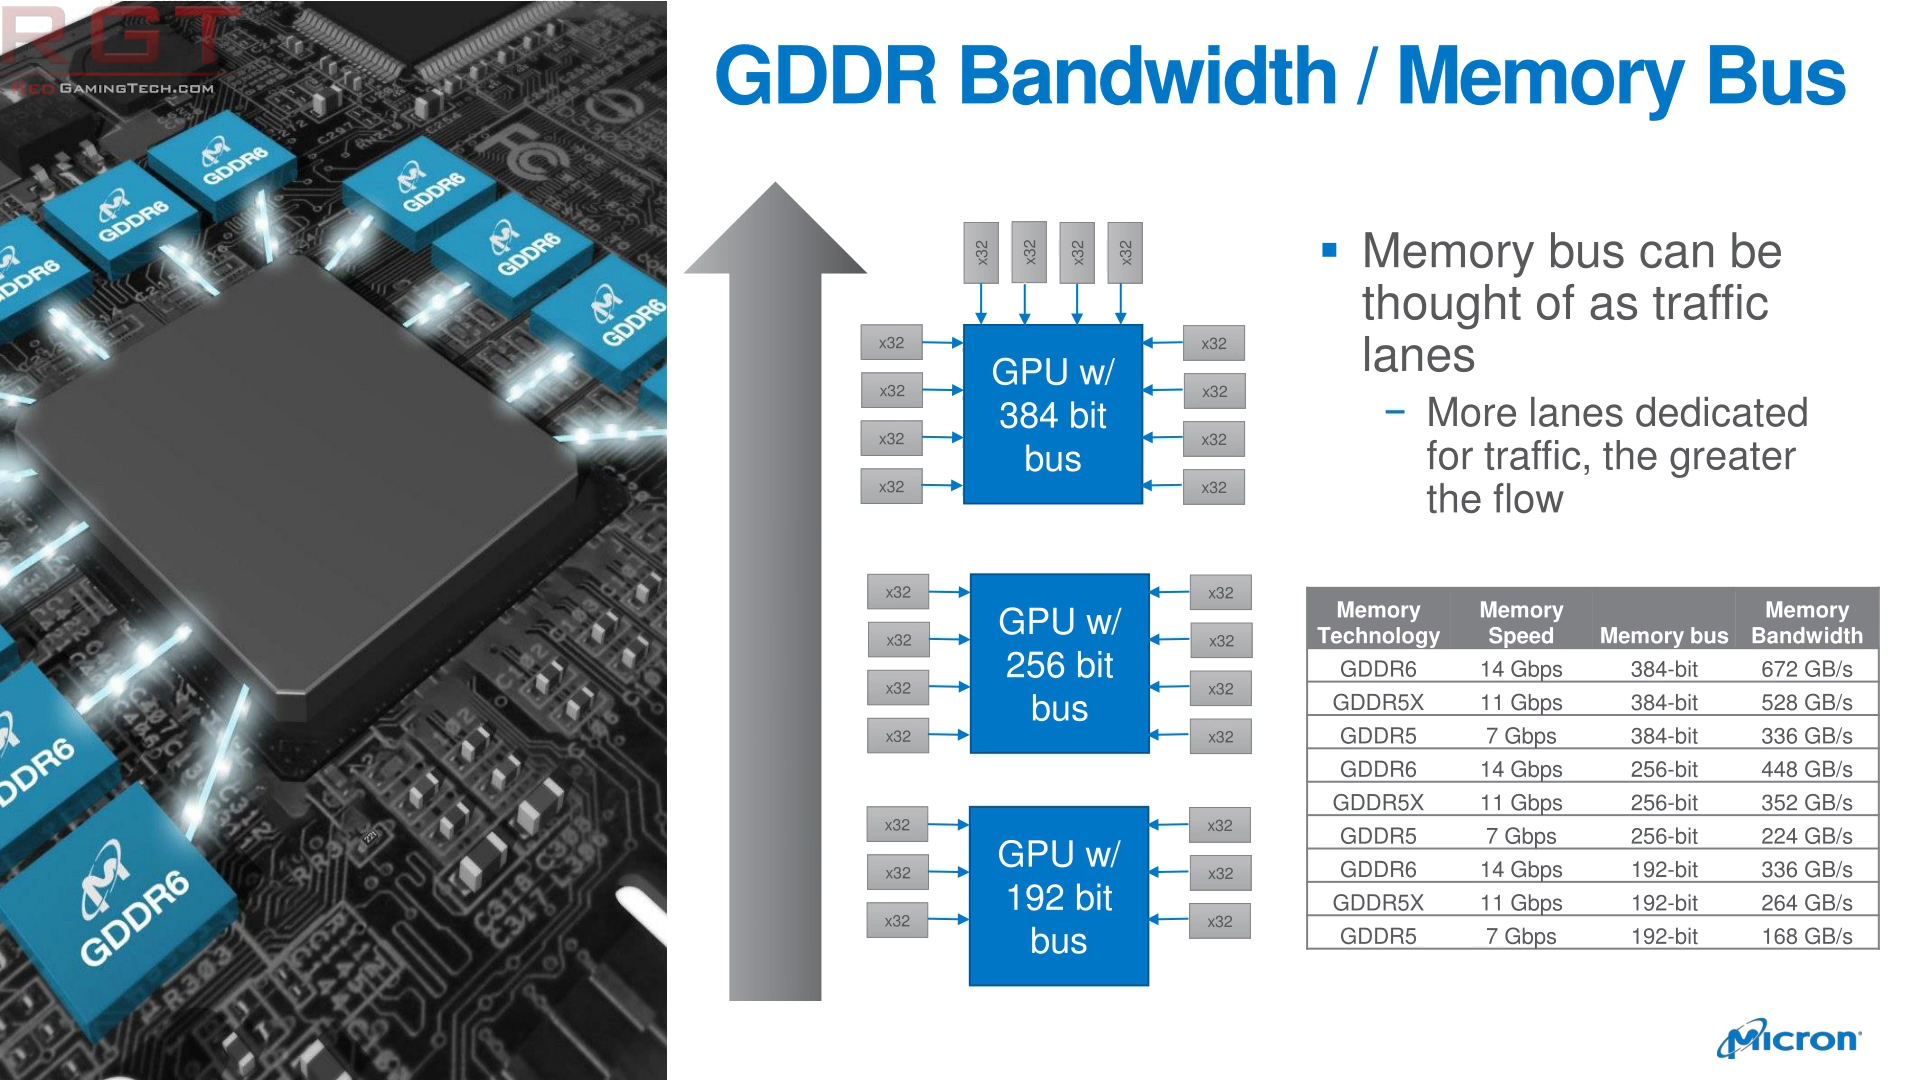 RGT
RED GAMINGTECH.COM
GDDR Bandwidth / Memory Bus
GDDR6
GDDR6
GDDR6
GDDR6
GDDR6
GDDR6
GDDR6
GDDR6
x32 x32 x32 x32
x32
x32
x32
x32
GPU w/
384 bit
bus
x32
x32
x32
x32
x32
x32
x32
x32
GPU w/
256 bit
bus
x32
x32
x32
x32
x32
x32
x32
GPU w/
192 bit
bus
x32
x32
x32
▪ Memory bus can be
thought of as traffic
lanes
– More lanes dedicated
for traffic, the greater
the flow
Memory Technology Memory Speed Memory bus Memory Bandwidth
GDDR6 14 Gbps 384-bit 672 GB/s
GDDR5X 11 Gbps 384-bit 528 GB/s
GDDR5 7 Gbps 384-bit 336 GB/s
GDDR6 14 Gbps 256-bit 448 GB/s
GDDR5X 11 Gbps 256-bit 352 GB/s
GDDR5 7 Gbps 256-bit 224 GB/s
GDDR6 14 Gbps 192-bit 336 GB/s
GDDR5X 11 Gbps 192-bit 264 GB/s
GDDR5 7 Gbps 192-bit 168 GB/s
Micron